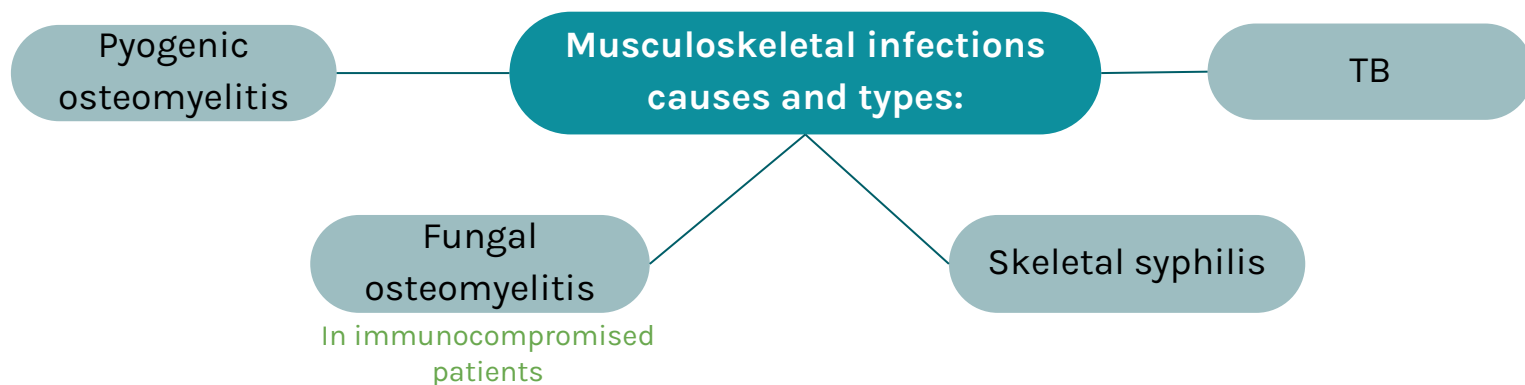 Musculoskeletal infections
causes and types:
Pyogenic
osteomyelitis
TB
Fungal
osteomyelitis
In immunocompromised
patients
Skeletal syphilis